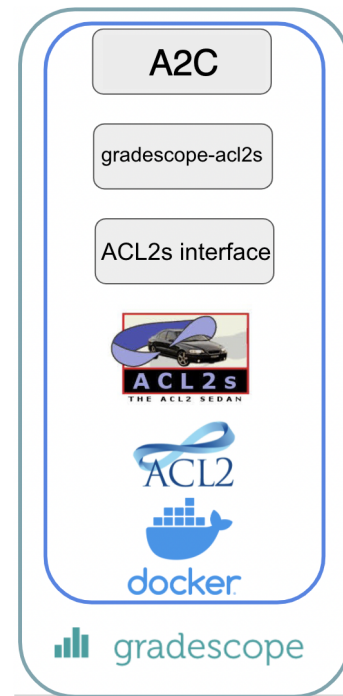 A2C
gradescope-acl2s
ACL2s interface
ACL2s
THE ACL2 SEDAN
ACL2
docker
gradescope